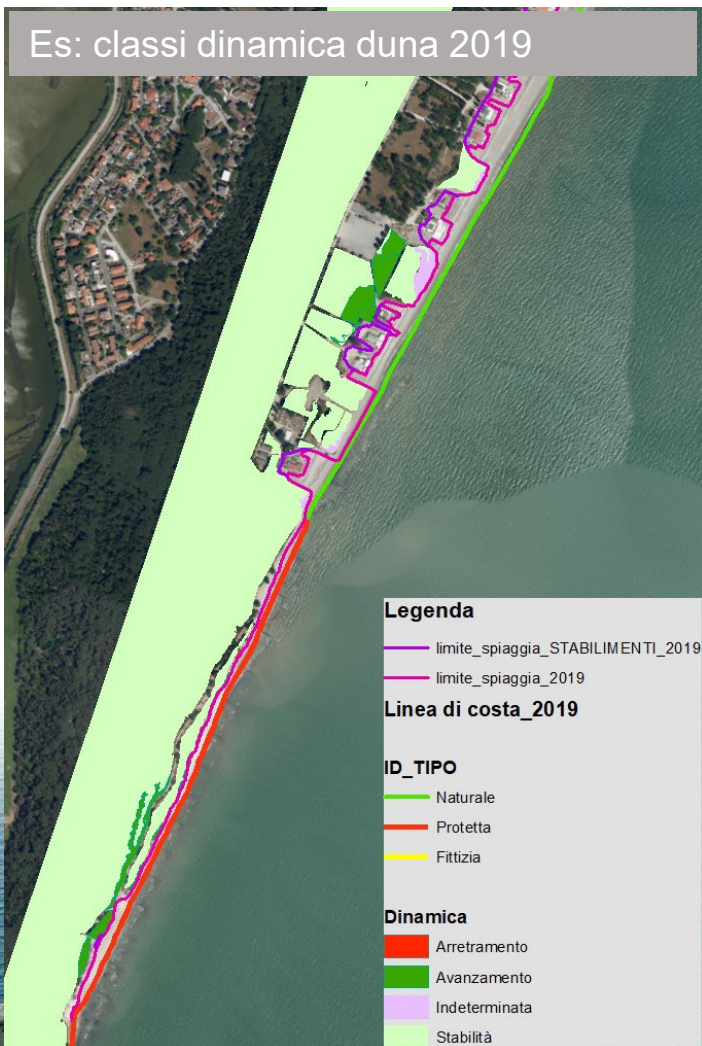 Es: classi dinamica duna 2019
Legenda
limite_spiaggia_STABILIMENTI_2019
limite_spiaggia_2019
Linea di costa_2019
ID_TIPO
Naturale
Protetta
Fittizia
Dinamica
Arretramento
Avanzamento
Indeterminata
Stabilità